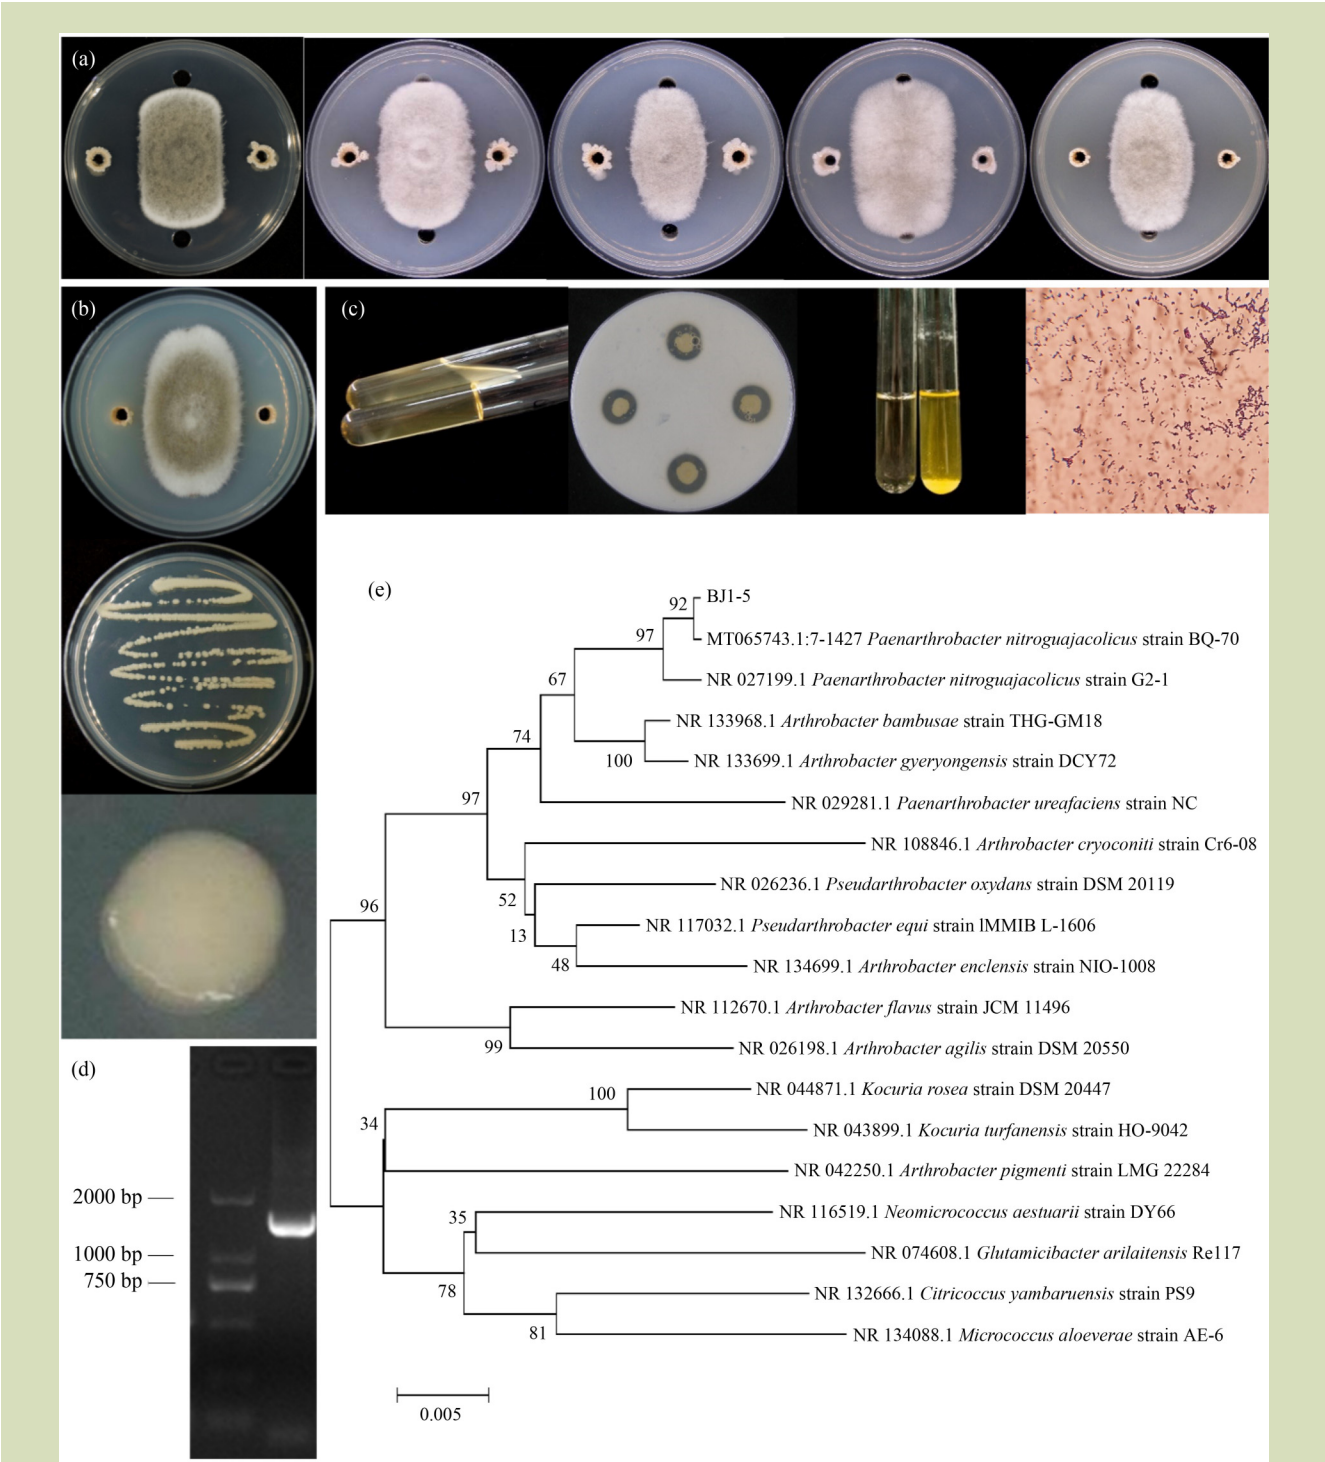 (a)
(b)
(c)
(e)
92
BJ1-5
97
MT065743.1:7-1427 Paenarthrobacter nitroguajacolicus strain BQ-70
67
NR 027199.1 Paenarthrobacter nitroguajacolicus strain G2-1
74
NR 133968.1 Arthrobacter bambusae strain THG-GM18
100
NR 133699.1 Arthrobacter gyeryongensis strain DCY72
97
NR 029281.1 Paenarthrobacter ureafaciens strain NC
NR 108846.1 Arthrobacter cryoconiti strain Cr6-08
96
52
NR 026236.1 Pseudarthrobacter oxydans strain DSM 20119
13
NR 117032.1 Pseudarthrobacter equi strain lMMIB L-1606
48
NR 134699.1 Arthrobacter enclensis strain NIO-1008
NR 112670.1 Arthrobacter flavus strain JCM 11496
99
NR 026198.1 Arthrobacter agilis strain DSM 20550
(d)
100
NR 044871.1 Kocuria rosea strain DSM 20447
34
NR 043899.1 Kocuria turfanensis strain HO-9042
NR 042250.1 Arthrobacter pigmenti strain LMG 22284
2000 bp
35
NR 116519.1 Neomicrococcus aestuarii strain DY66
1000 bp
NR 074608.1 Glutamicibacter arilaitensis Re117
750 bp
78
NR 132666.1 Citricoccus yambaruensis strain PS9
81
NR 134088.1 Micrococcus aloeverae strain AE-6
0.005